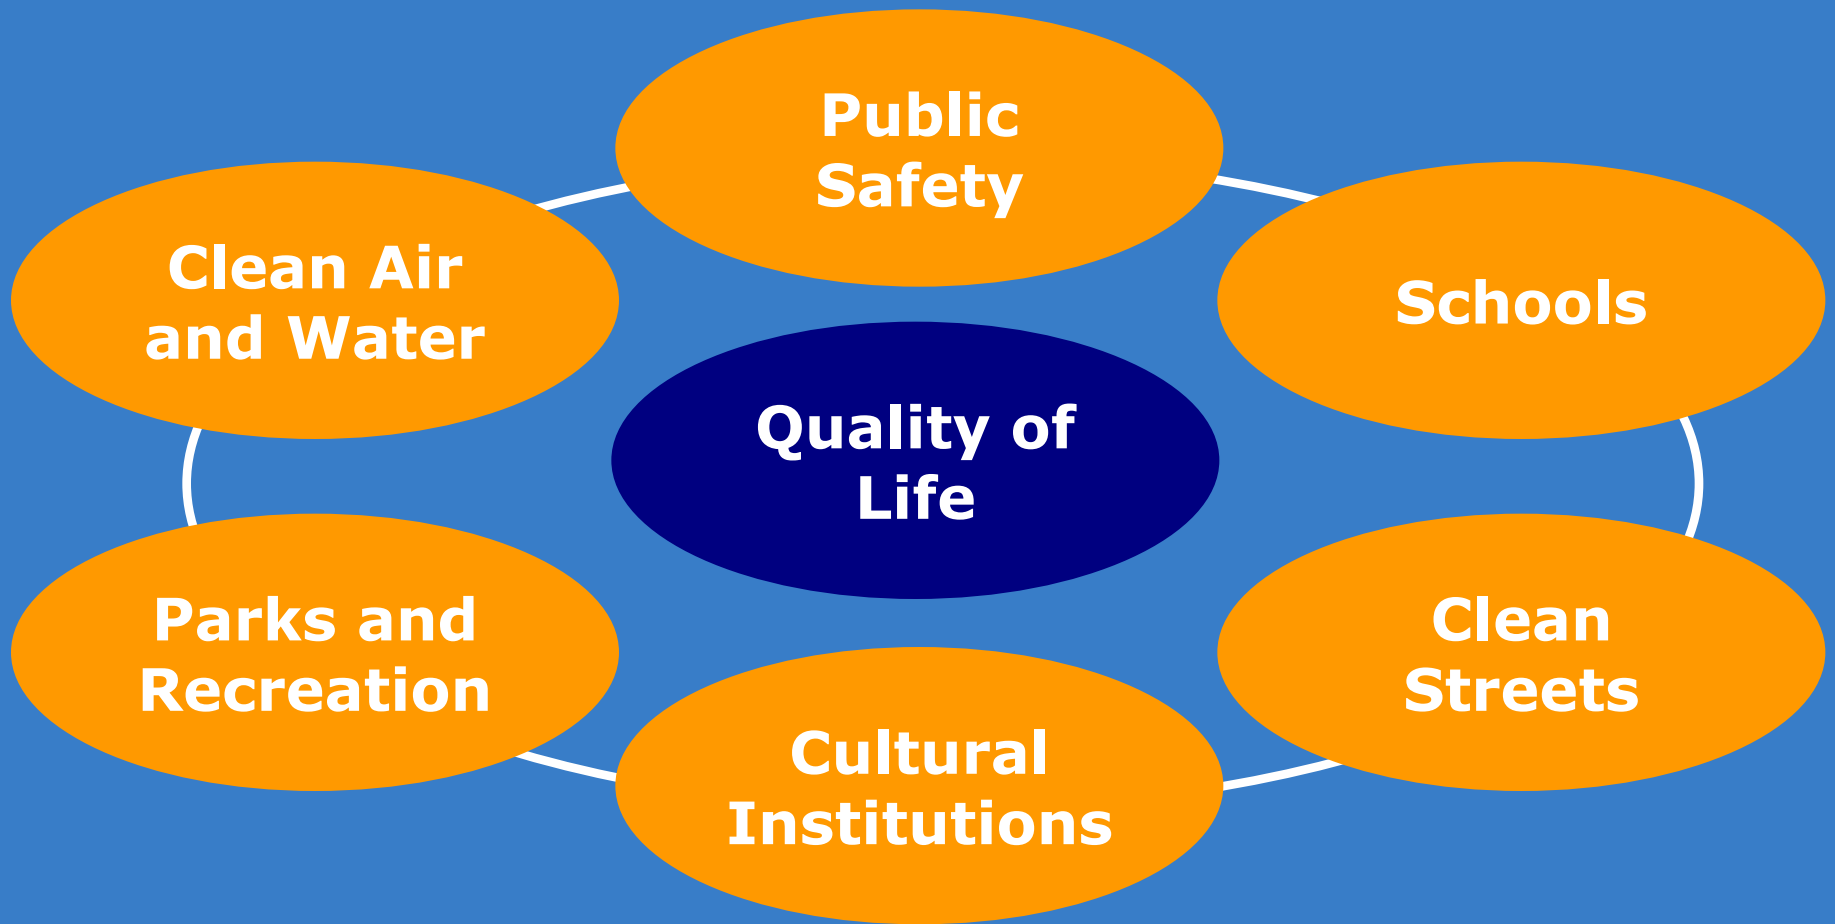 Public
Safety
Clean Air
and Water
Schools
Quality of
Life
Parks and
Recreation
Clean
Streets
Cultural
Institutions